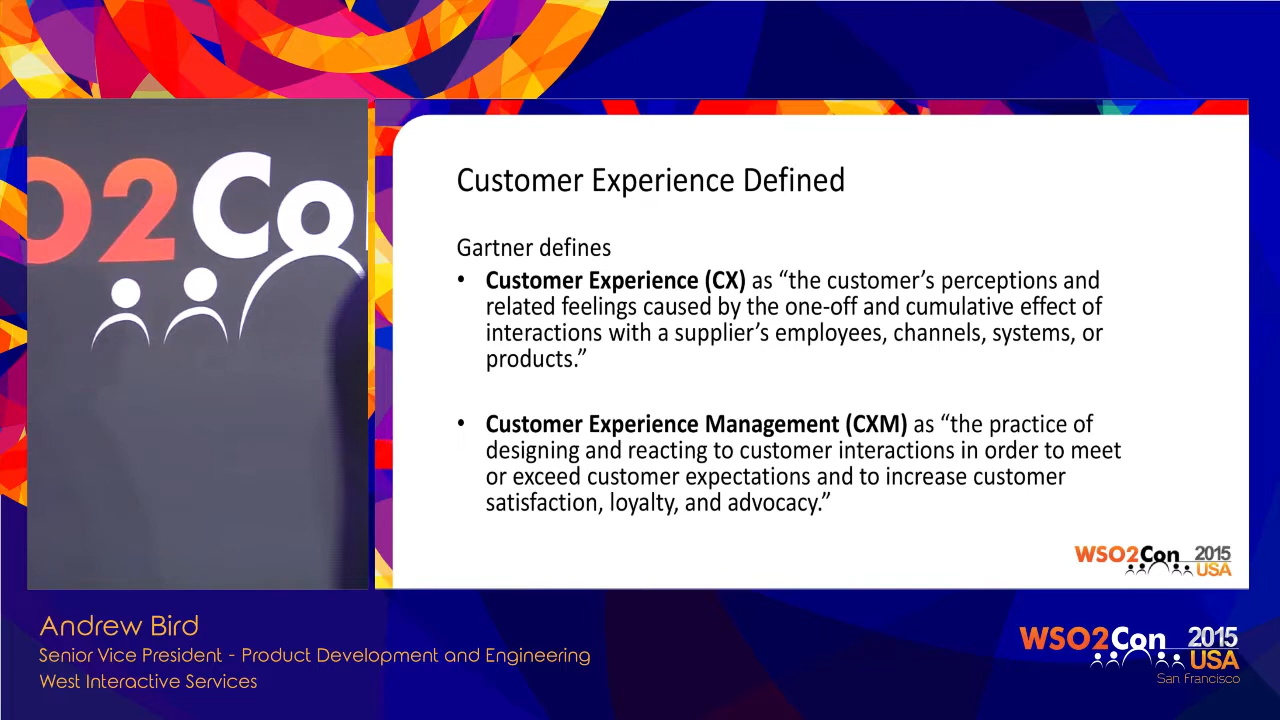 O2Co
Customer Experience Defined
Gartner defines
• Customer Experience (CX) as “the customer’s perceptions and
related feelings caused by the one-off and cumulative effect of
interactions with a supplier’s employees, channels, systems, or
products.”
• Customer Experience Management (CXM) as “the practice of
designing and reacting to customer interactions in order to meet
or exceed customer expectations and to increase customer
satisfaction, loyalty, and advocacy.”
WSO2Con 2015
USA
Andrew Bird
Senior Vice President - Product Development and Engineering
West Interactive Services
WSO2Con 2015
USA
San Francisco